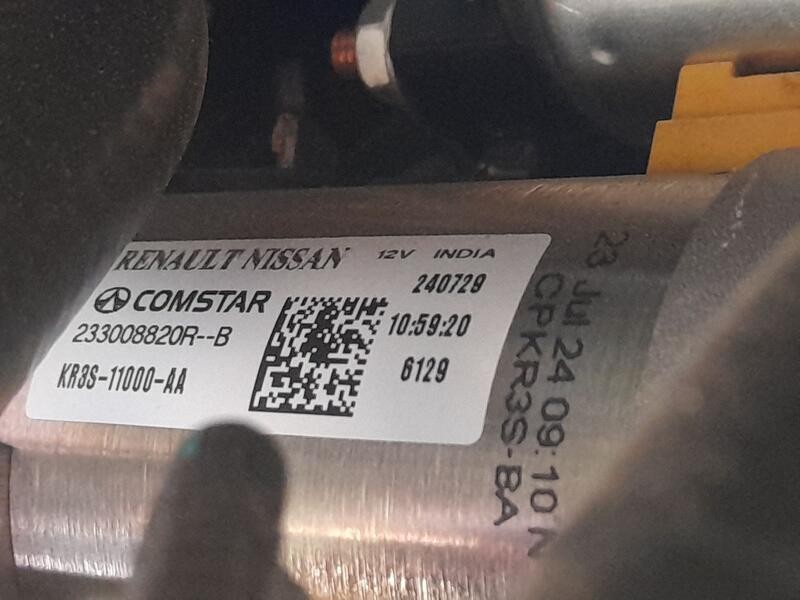 RENAULT NISSAN 12V INDIA
COMSTAR 240729
233008820R--B 10:59:20
KR3S-11000-AA 6129
23 Jul 24 09:10 N
CPKR3S-BA